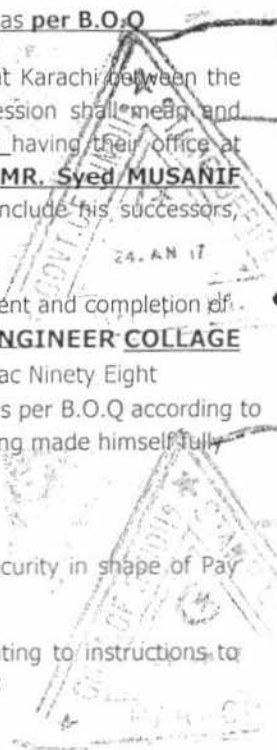 as per B.O.Q
at Karachi between the
ession shall mean and
having their office at
MR. Syed MUSANIF
include his successors,
24. AN 17
ent and completion of
NGINEER COLLAGE
ac Ninety Eight
s per B.O.Q according to
ng made himself fully
curity in shape of Pay
ting to instructions to